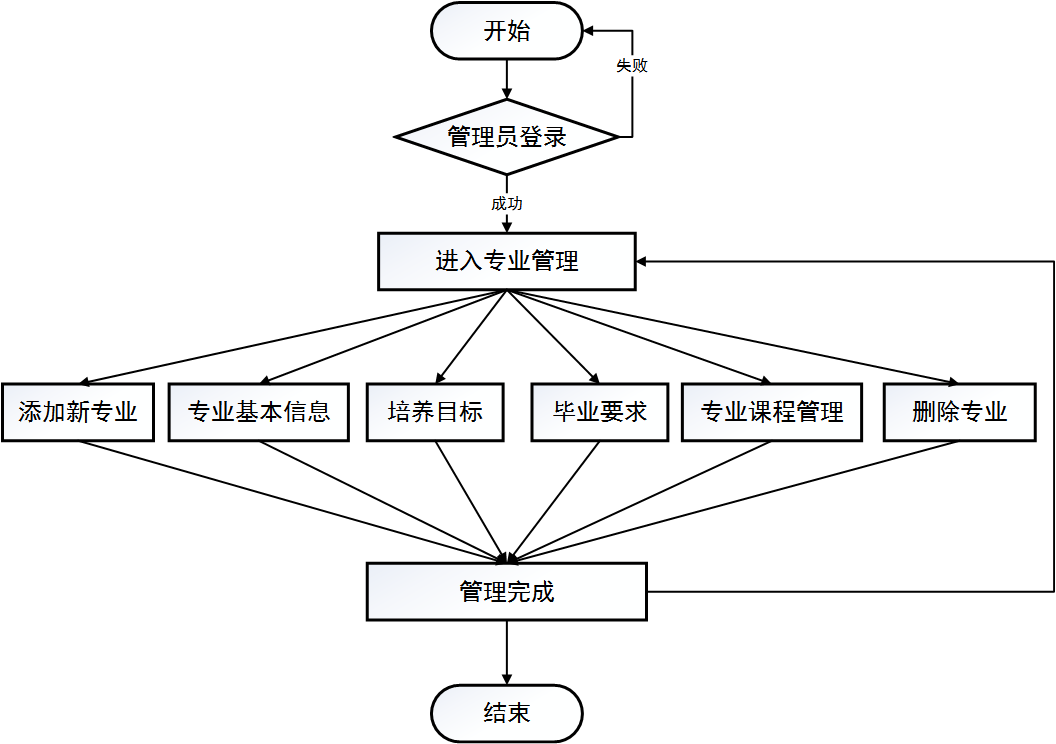 开始
失败
管理员登录
成功
进入专业管理
添加新专业
专业基本信息
培养目标
毕业要求
专业课程管理
删除专业
管理完成
结束